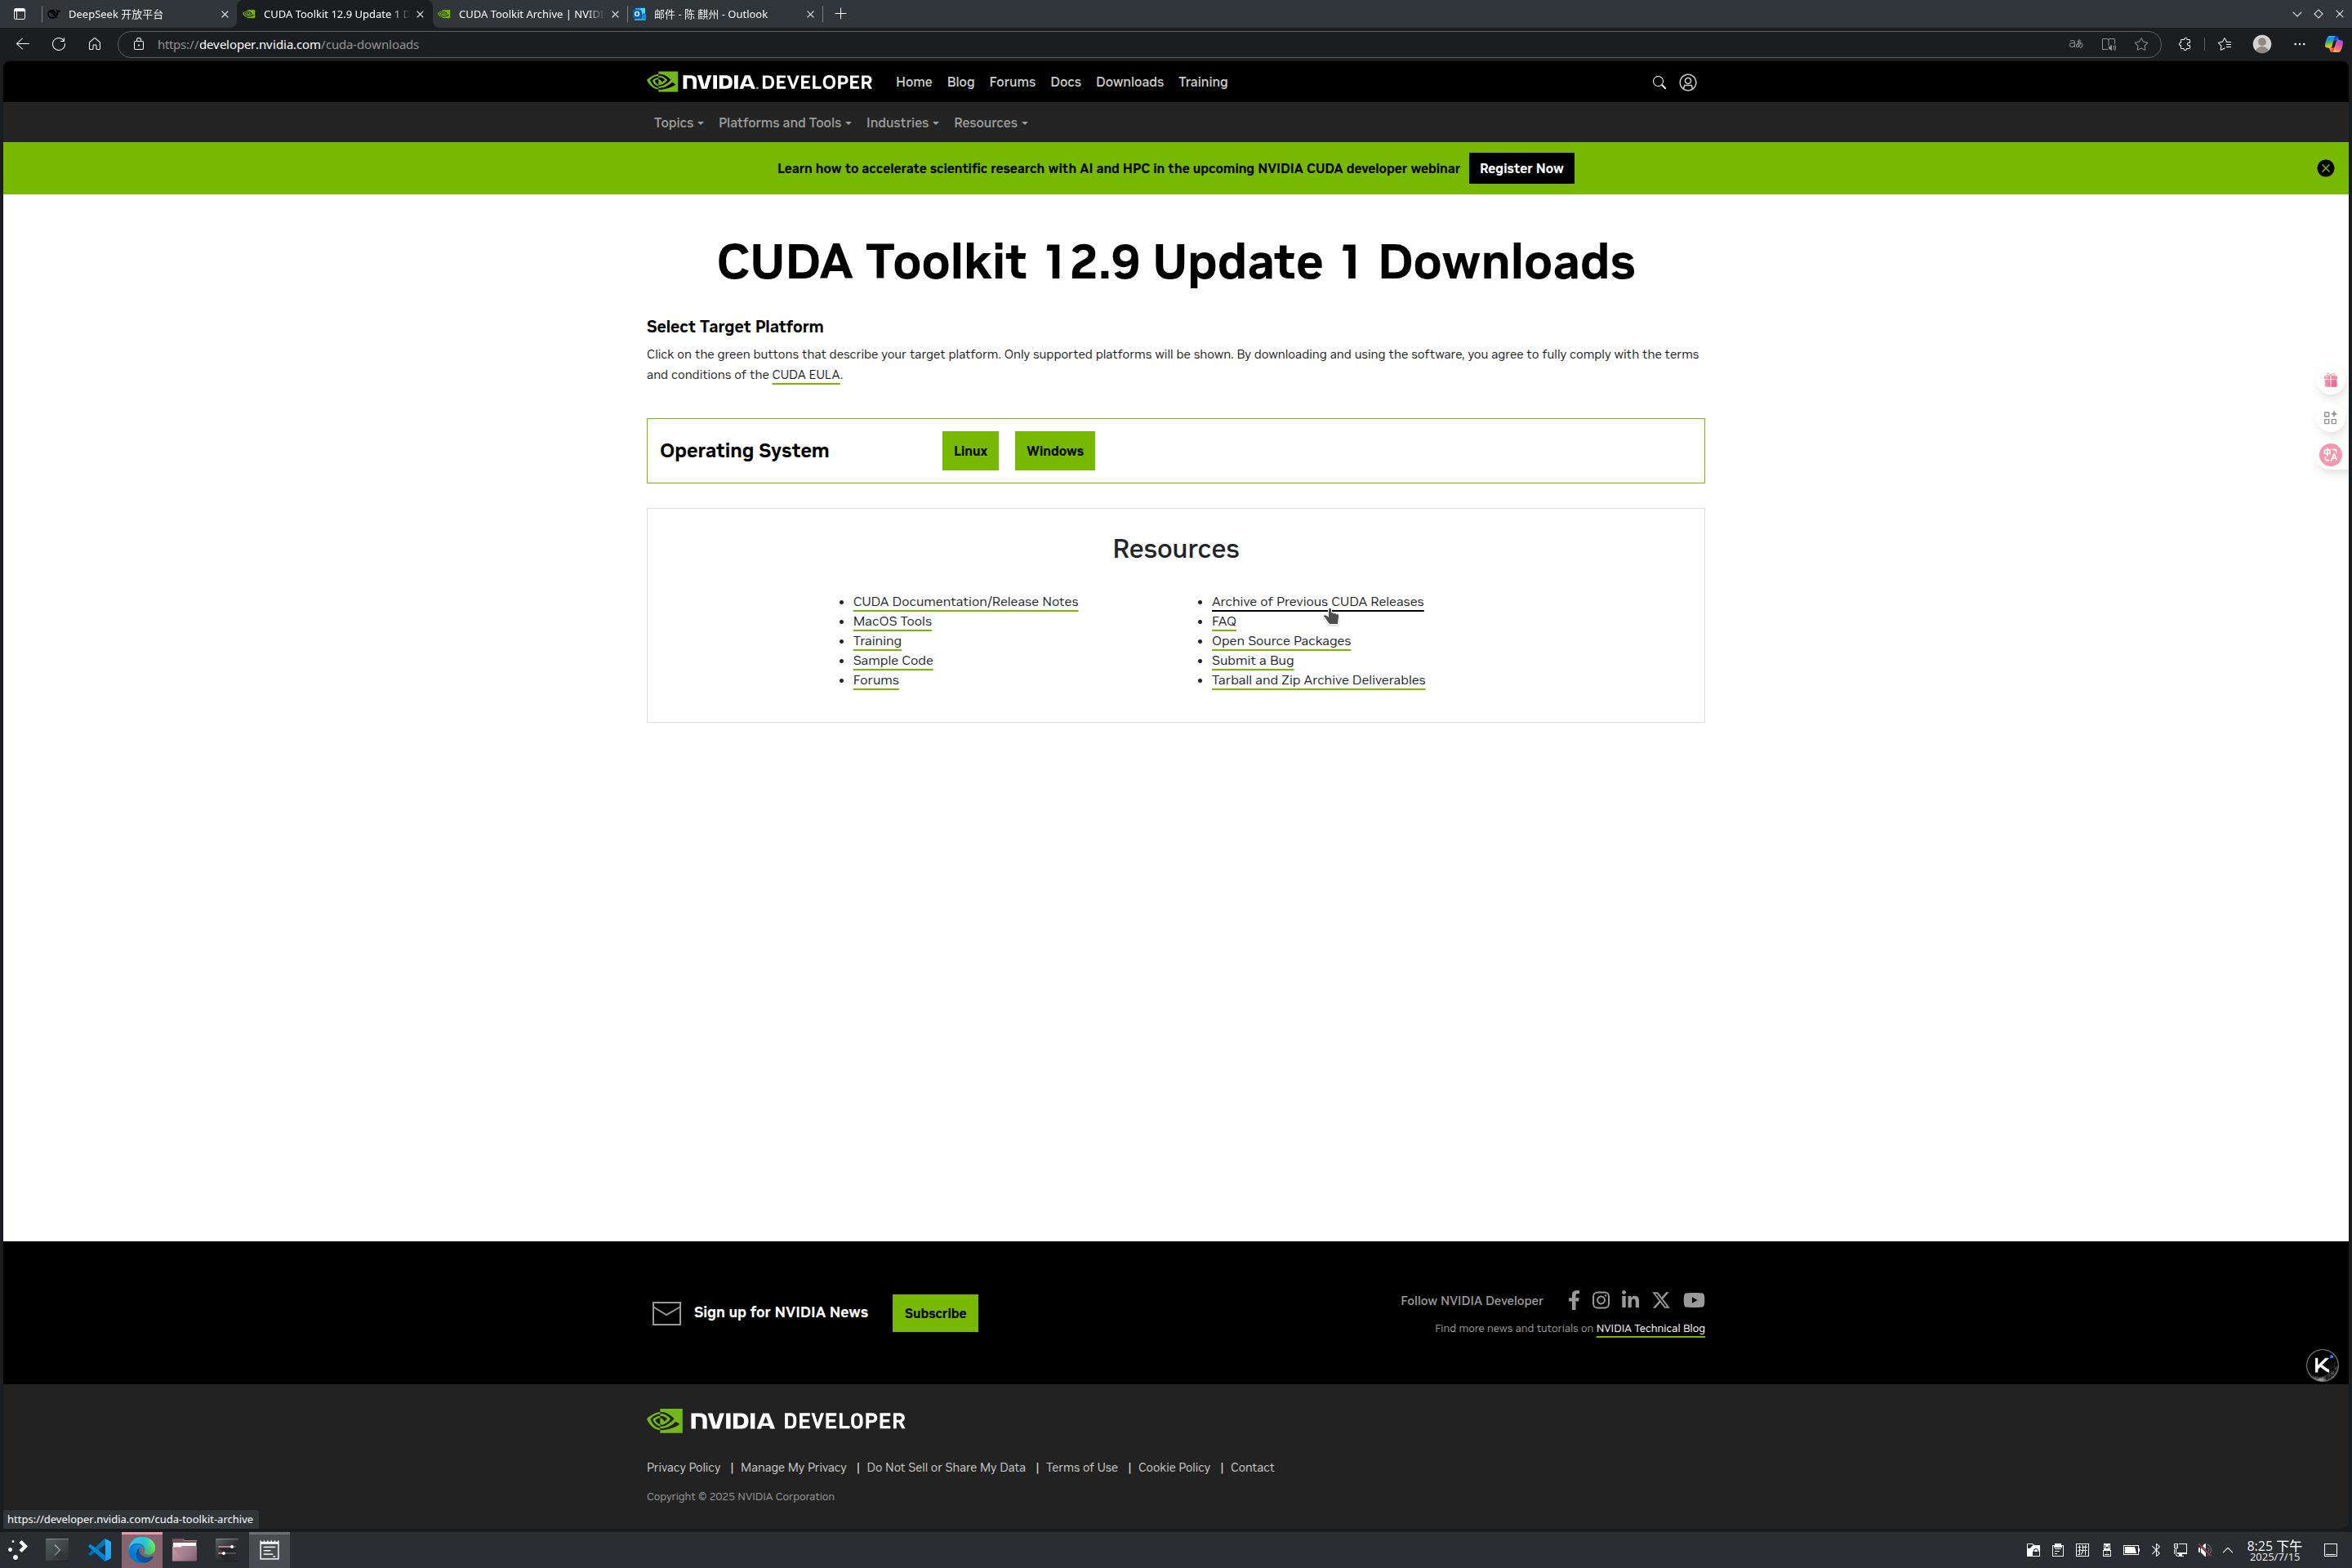 DeepSeek 开放平台
CUDA Toolkit 12.9 Update 1 D
CUDA Toolkit Archive | NVIDI
邮件 - 陈 麒州 - Outlook
https://developer.nvidia.com/cuda-downloads
NVIDIA DEVELOPER Home Blog Forums Docs Downloads Training
Topics Platforms and Tools Industries Resources
Learn how to accelerate scientific research with AI and HPC in the upcoming NVIDIA CUDA developer webinar Register Now
CUDA Toolkit 12.9 Update 1 Downloads
Select Target Platform
Click on the green buttons that describe your target platform. Only supported platforms will be shown. By downloading and using the software, you agree to fully comply with the terms
and conditions of the CUDA EULA.
Operating System Linux Windows
Resources
CUDA Documentation/Release Notes
MacOS Tools
Training
Sample Code
Forums
Archive of Previous CUDA Releases
FAQ
Open Source Packages
Submit a Bug
Tarball and Zip Archive Deliverables
Sign up for NVIDIA News Subscribe
Follow NVIDIA Developer
Find more news and tutorials on NVIDIA Technical Blog
NVIDIA DEVELOPER
Privacy Policy | Manage My Privacy | Do Not Sell or Share My Data | Terms of Use | Cookie Policy | Contact
Copyright © 2025 NVIDIA Corporation
https://developer.nvidia.com/cuda-toolkit-archive
8:25 下午
2025/7/15